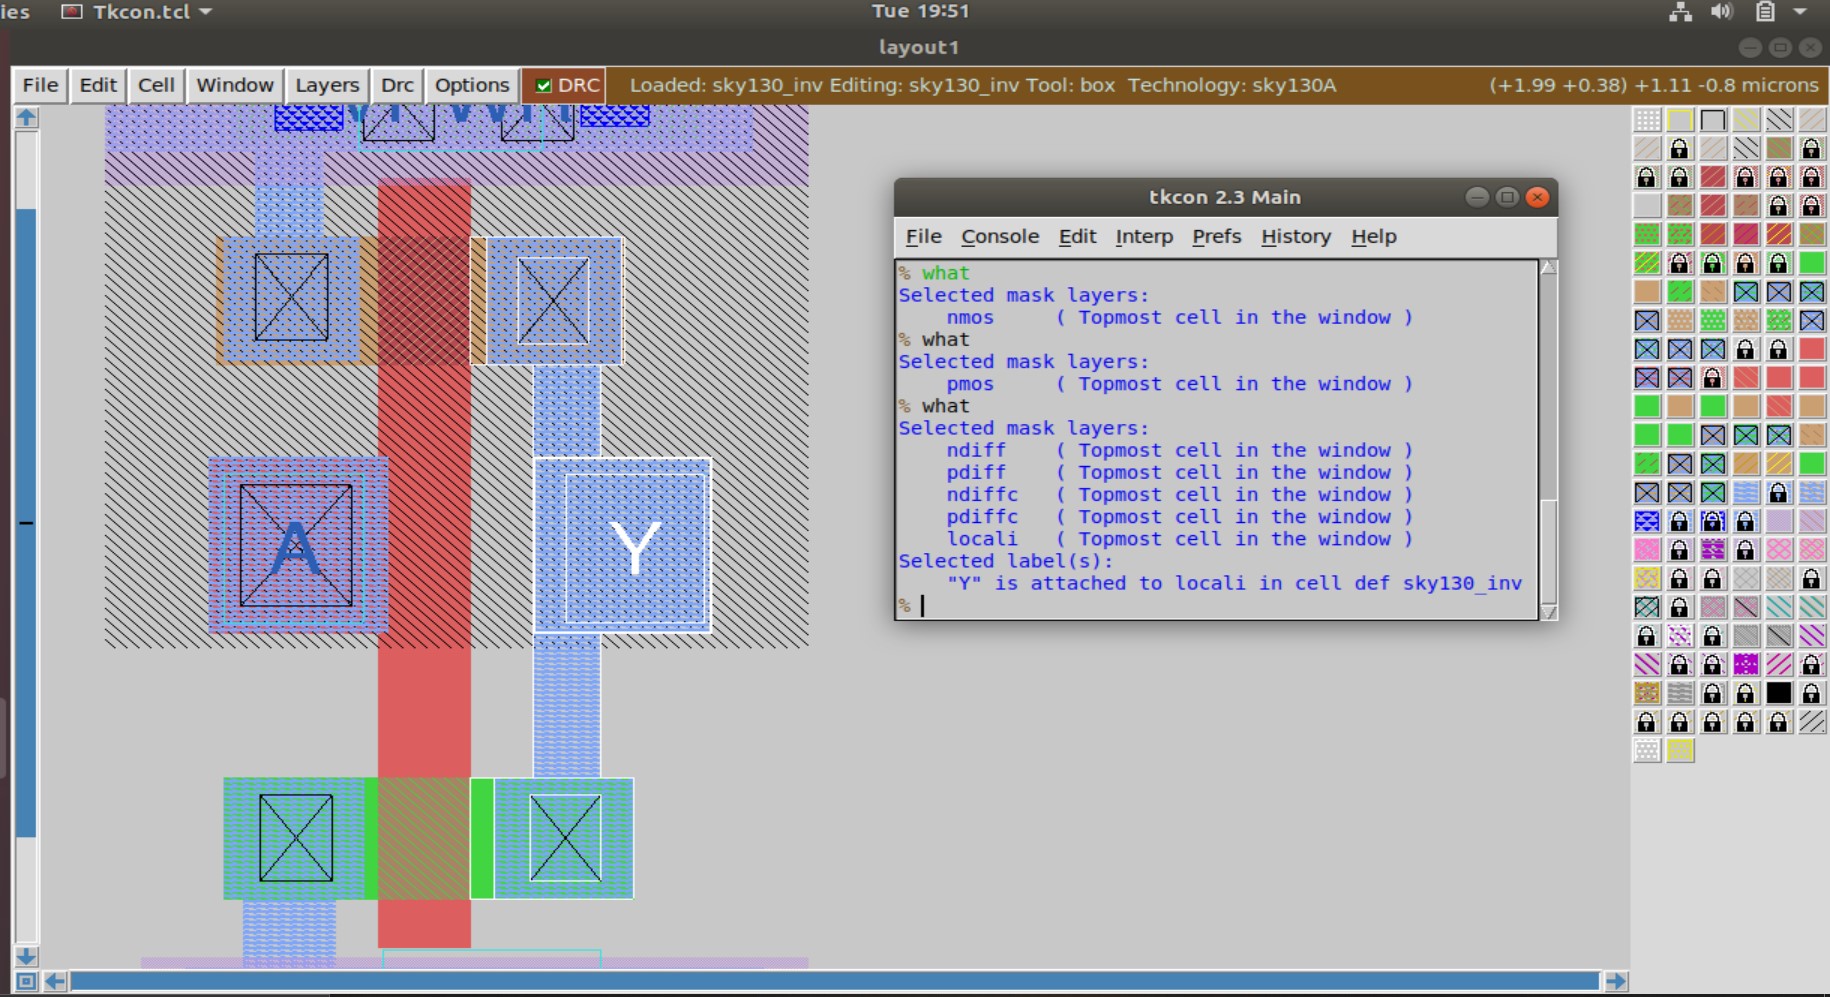 ies Tkcon.tcl Tue 19:51
layout1
File Edit Cell Window Layers Drc Options DRC Loaded: sky130_inv Editing: sky130_inv Tool: box Technology: sky130A (+1.99 +0.38) +1.11 -0.8 microns
tkcon 2.3 Main
File Console Edit Interp Prefs History Help
% what
Selected mask layers:
nmos ( Topmost cell in the window )
% what
Selected mask layers:
pmos ( Topmost cell in the window )
% what
Selected mask layers:
ndiff ( Topmost cell in the window )
pdiff ( Topmost cell in the window )
ndiffc ( Topmost cell in the window )
pdiffc ( Topmost cell in the window )
locali ( Topmost cell in the window )
Selected label(s):
"Y" is attached to locali in cell def sky130_inv
%
A
Y